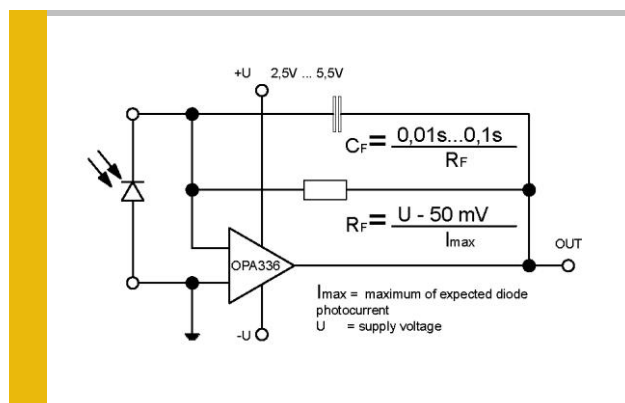 +U 2,5V ... 5,5V
CF = 0,01s...0,1s
RF
RF = U - 50 mV
Imax
OUT
OPA336
Imax = maximum of expected diode
photocurrent
U = supply voltage
-U